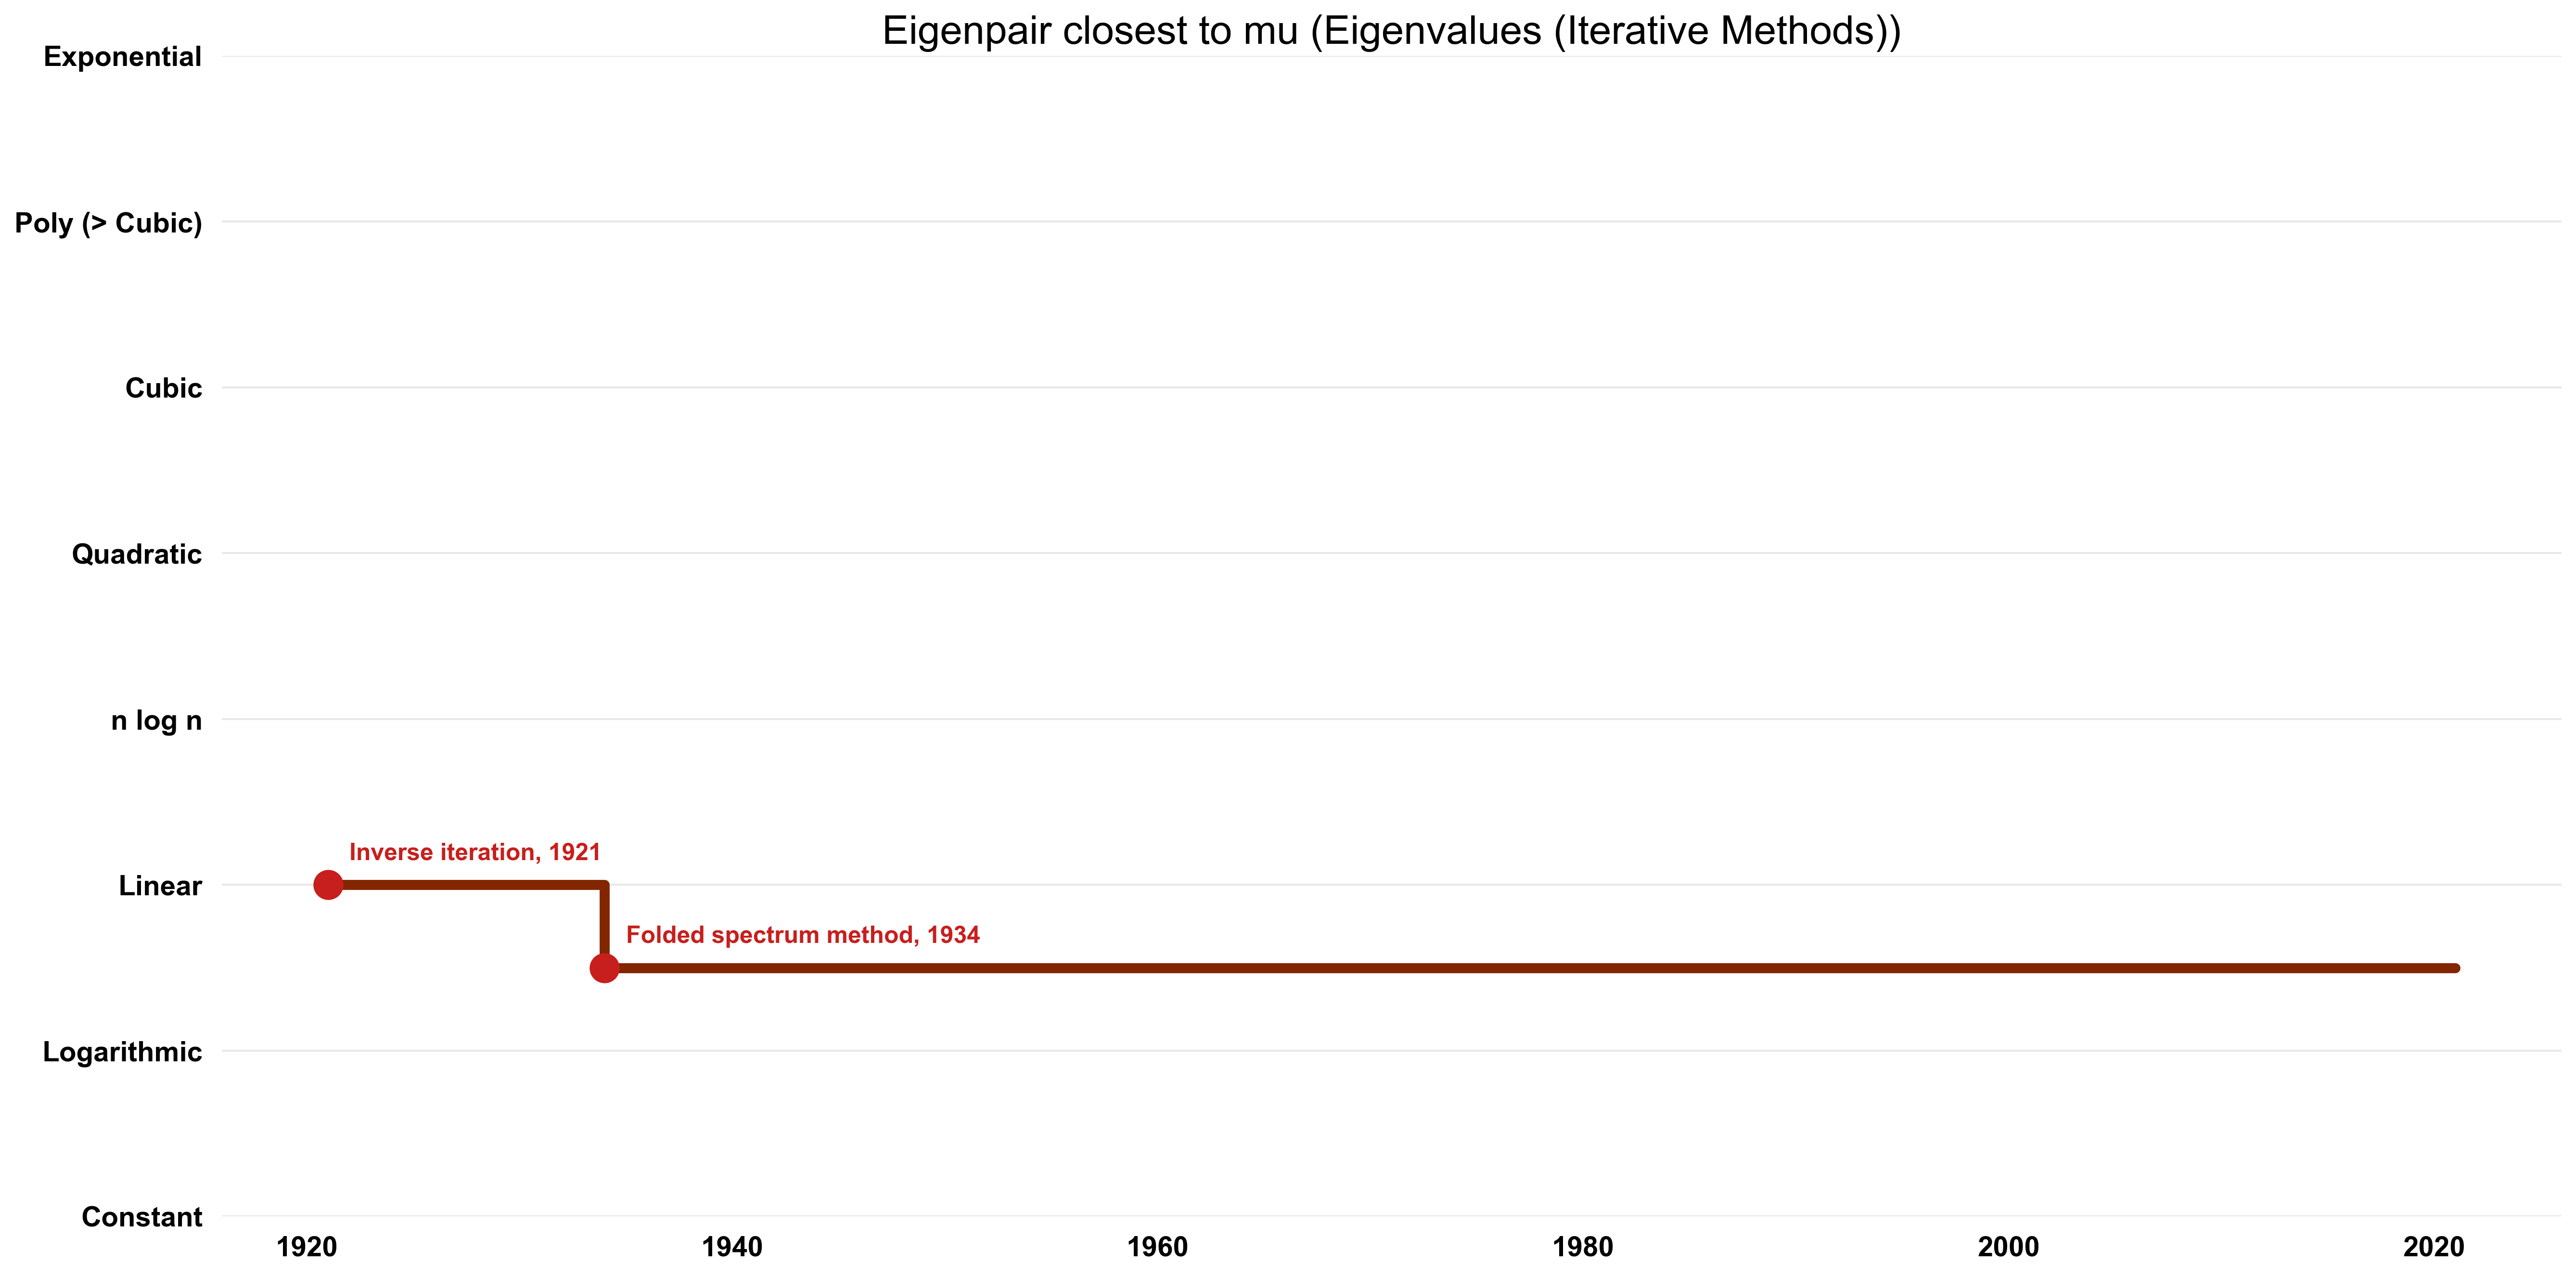 Eigenpair closest to mu (Eigenvalues (Iterative Methods))
Exponential
Poly (> Cubic)
Cubic
Quadratic
n log n
Inverse iteration, 1921
Linear
Folded spectrum method, 1934
Logarithmic
Constant
1920 1940 1960 1980 2000 2020